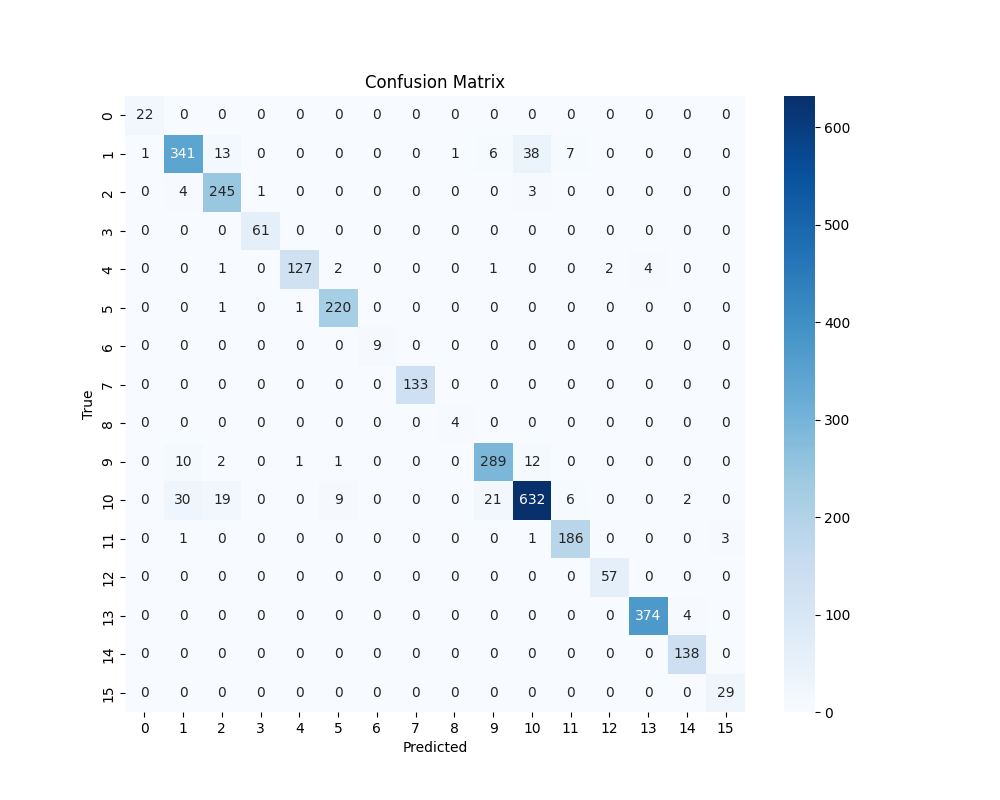 Confusion Matrix
0 22 0 0 0 0 0 0 0 0 0 0 0 0 0 0 0
1 1 341 13 0 0 0 0 0 1 6 38 7 0 0 0 0
2 0 4 245 1 0 0 0 0 0 0 3 0 0 0 0 0
3 0 0 0 61 0 0 0 0 0 0 0 0 0 0 0 0
4 0 0 1 0 127 2 0 0 0 1 0 0 2 4 0 0
5 0 0 1 0 1 220 0 0 0 0 0 0 0 0 0 0
6 0 0 0 0 0 0 9 0 0 0 0 0 0 0 0 0
7 0 0 0 0 0 0 0 133 0 0 0 0 0 0 0 0
8 0 0 0 0 0 0 0 0 4 0 0 0 0 0 0 0
9 0 10 2 0 1 1 0 0 0 289 12 0 0 0 0 0
10 0 30 19 0 0 9 0 0 0 21 632 6 0 0 2 0
11 0 1 0 0 0 0 0 0 0 0 1 186 0 0 0 3
12 0 0 0 0 0 0 0 0 0 0 0 0 57 0 0 0
13 0 0 0 0 0 0 0 0 0 0 0 0 0 374 4 0
14 0 0 0 0 0 0 0 0 0 0 0 0 0 0 138 0
15 0 0 0 0 0 0 0 0 0 0 0 0 0 0 0 29
0 1 2 3 4 5 6 7 8 9 10 11 12 13 14 15
Predicted
True
600
500
400
300
200
100
0